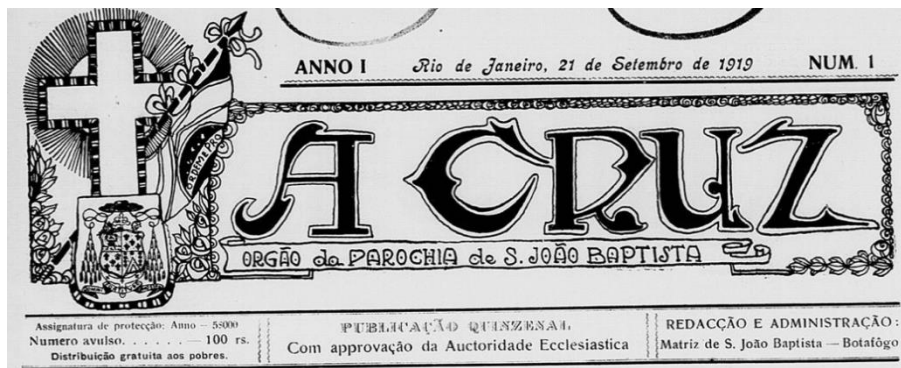 ANNO I
Rio de Janeiro, 21 de Setembro de 1919
NUM. 1
A CRUZ
ORGÃO da PAROCHIA de S. JOÃO BAPTISTA
Assignatura de protecção: Anno – 5$000
Numero avulso. . . . . . — 100 rs.
Distribuição gratuita aos pobres.
PUBLICAÇÃO QUINZENAL
Com approvação da Auctoridade Ecclesiastica
REDACÇÃO E ADMINISTRAÇÃO:
Matriz de S. João Baptista — Botafôgo